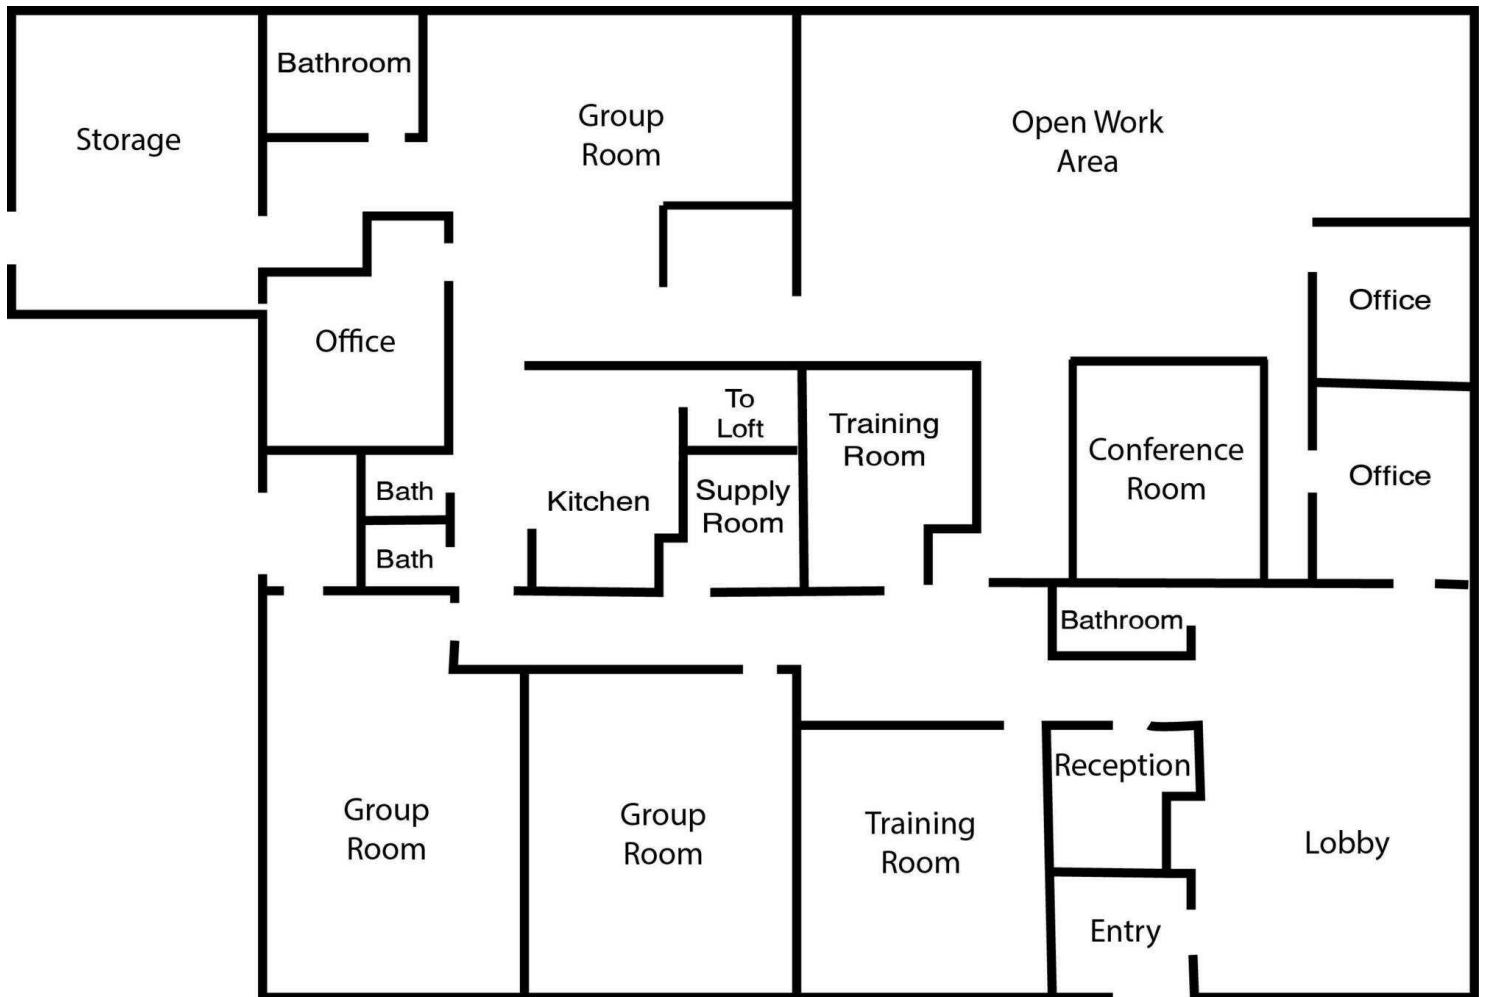 Bathroom
Storage
Group
Room
Open Work
Area
Office
Office
To
Loft
Training
Room
Conference
Room
Office
Bath
Kitchen
Supply
Room
Bath
Bathroom
Reception
Group
Room
Group
Room
Training
Room
Lobby
Entry